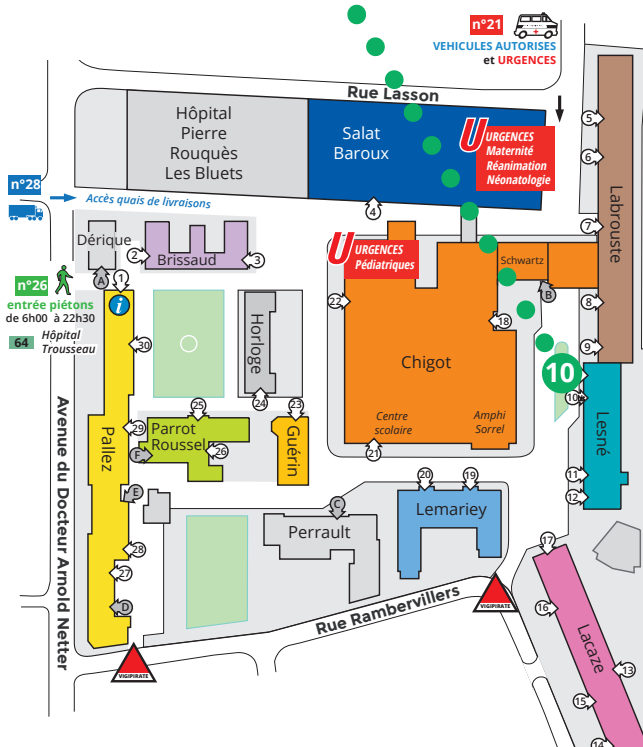 n°21
VEHICULES AUTORISES
et URGENCES
Rue Lasson
Hôpital
Pierre
Rouquès
Les Bluets
Salat
Baroux
U URGENCES
Maternité
Réanimation
Néonatologie
5
6
Labrouste
n°28
Accès quais de livraisons
4
7
Dérique
2
Brissaud
3
U URGENCES
Pédiatriques
Schwartz
B
n°26
entrée piétons
de 6h00 à 22h30
64 Hôpital
Trousseau
A
1
i
22
8
Horloge
18
30
9
Chigot
10
10
24
23
25
Avenue du Docteur Arnold Netter
Pallez
29
Parrot
Roussel
F
26
Guérin
Centre
scolaire
Amphi
Sorrel
21
Lesné
11
12
E
20
19
C
Lemariey
Perrault
28
27
D
17
Rue Rambervillers
VIGIPIRATE
VIGIPIRATE
16
Lacaze
13
15
14